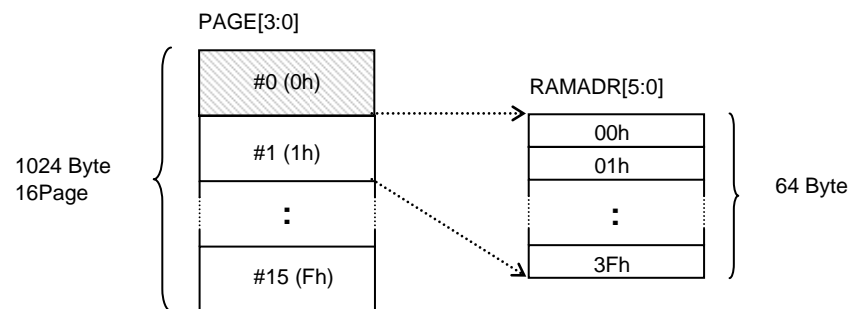 PAGE[3:0]
#0 (0h)
#1 (1h)
:
#15 (Fh)
1024 Byte
16Page
RAMADR[5:0]
00h
01h
:
3Fh
64 Byte